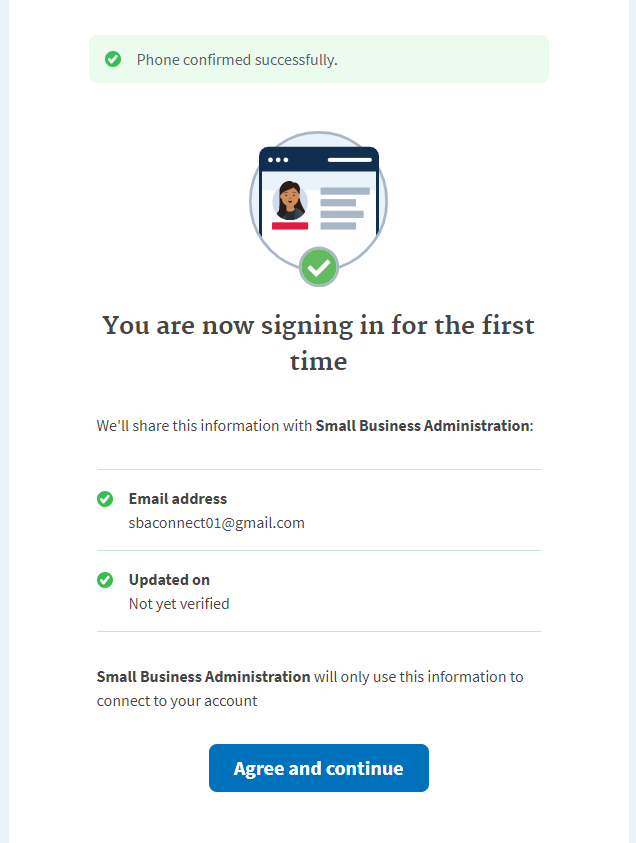 Phone confirmed successfully.
You are now signing in for the first
time
We'll share this information with Small Business Administration:
Email address
sbaconnect01@gmail.com
Updated on
Not yet verified
Small Business Administration will only use this information to
connect to your account
Agree and continue